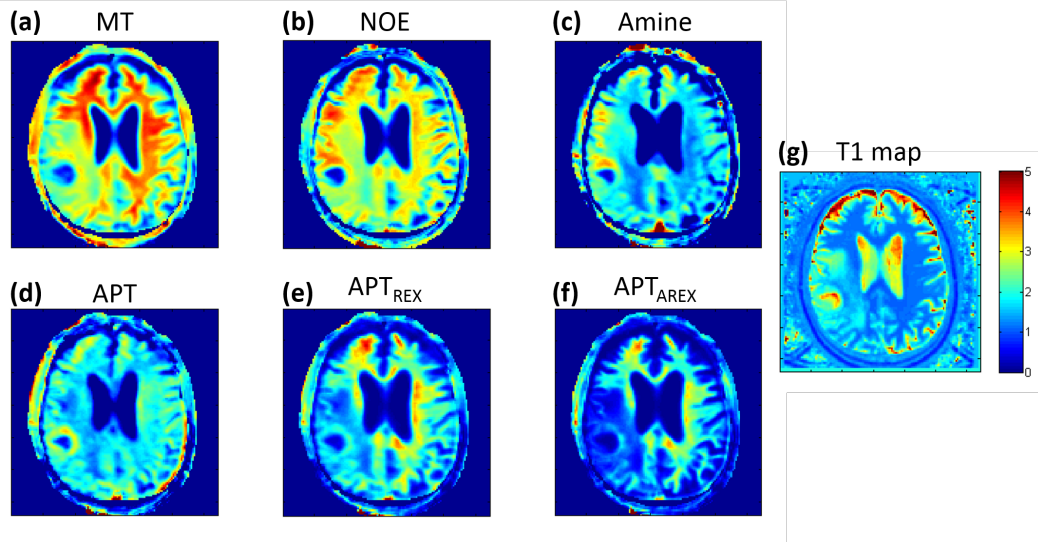 (a) MT
(b) NOE
(c) Amine
(g) T1 map
5
4
3
2
1
0
(d) APT
(e) APTREX
(f) APTAREX